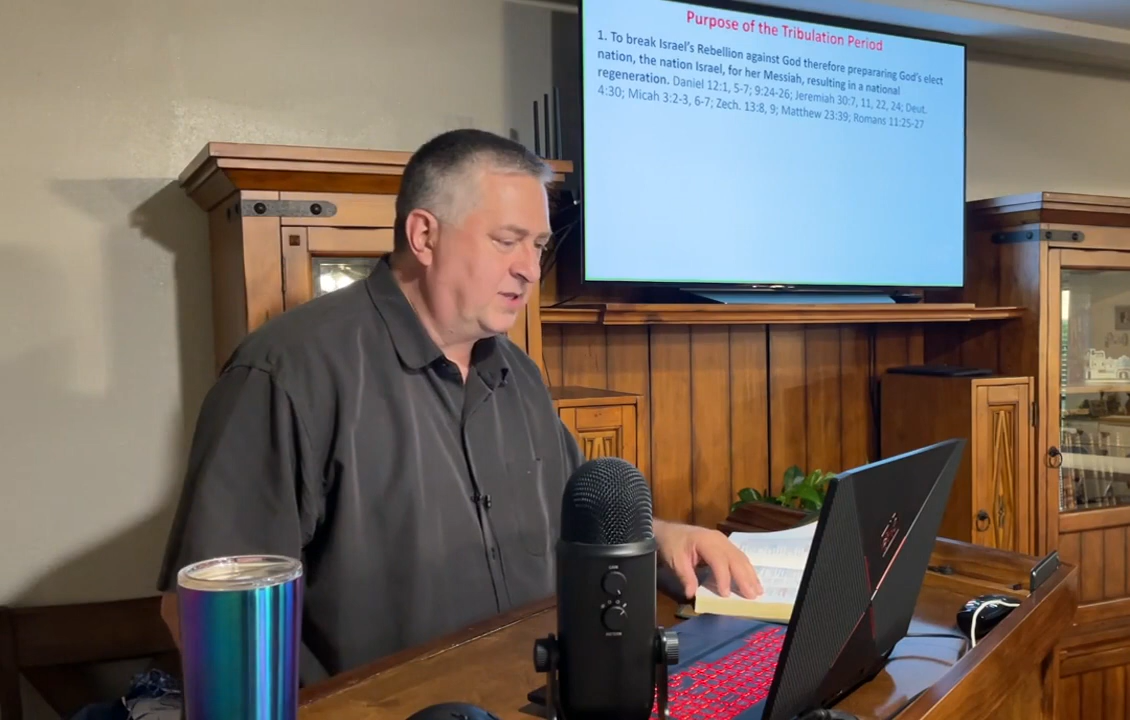 Purpose of the Tribulation Period
1. To break Israel's Rebellion against God therefore prepararing God's elect
nation, the nation Israel, for her Messiah, resulting in a national
regeneration. Daniel 12:1, 5-7; 9:24-26; Jeremiah 30:7, 11, 22, 24; Deut.
4:30; Micah 3:2-3, 6-7; Zech. 13:8, 9; Matthew 23:39; Romans 11:25-27